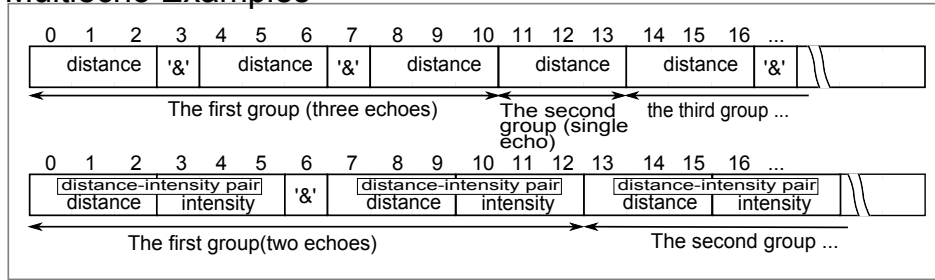 Multiecho Examples
0 1 2 3 4 5 6 7 8 9 10 11 12 13 14 15 16 ...
distance '&' distance '&' distance distance distance '&'
The first group (three echoes) The second group (single echo) the third group ...
0 1 2 3 4 5 6 7 8 9 10 11 12 13 14 15 16 ...
distance-intensity pair distance-intensity pair distance-intensity pair
distance intensity '&' distance intensity distance intensity
The first group(two echoes) The second group ...